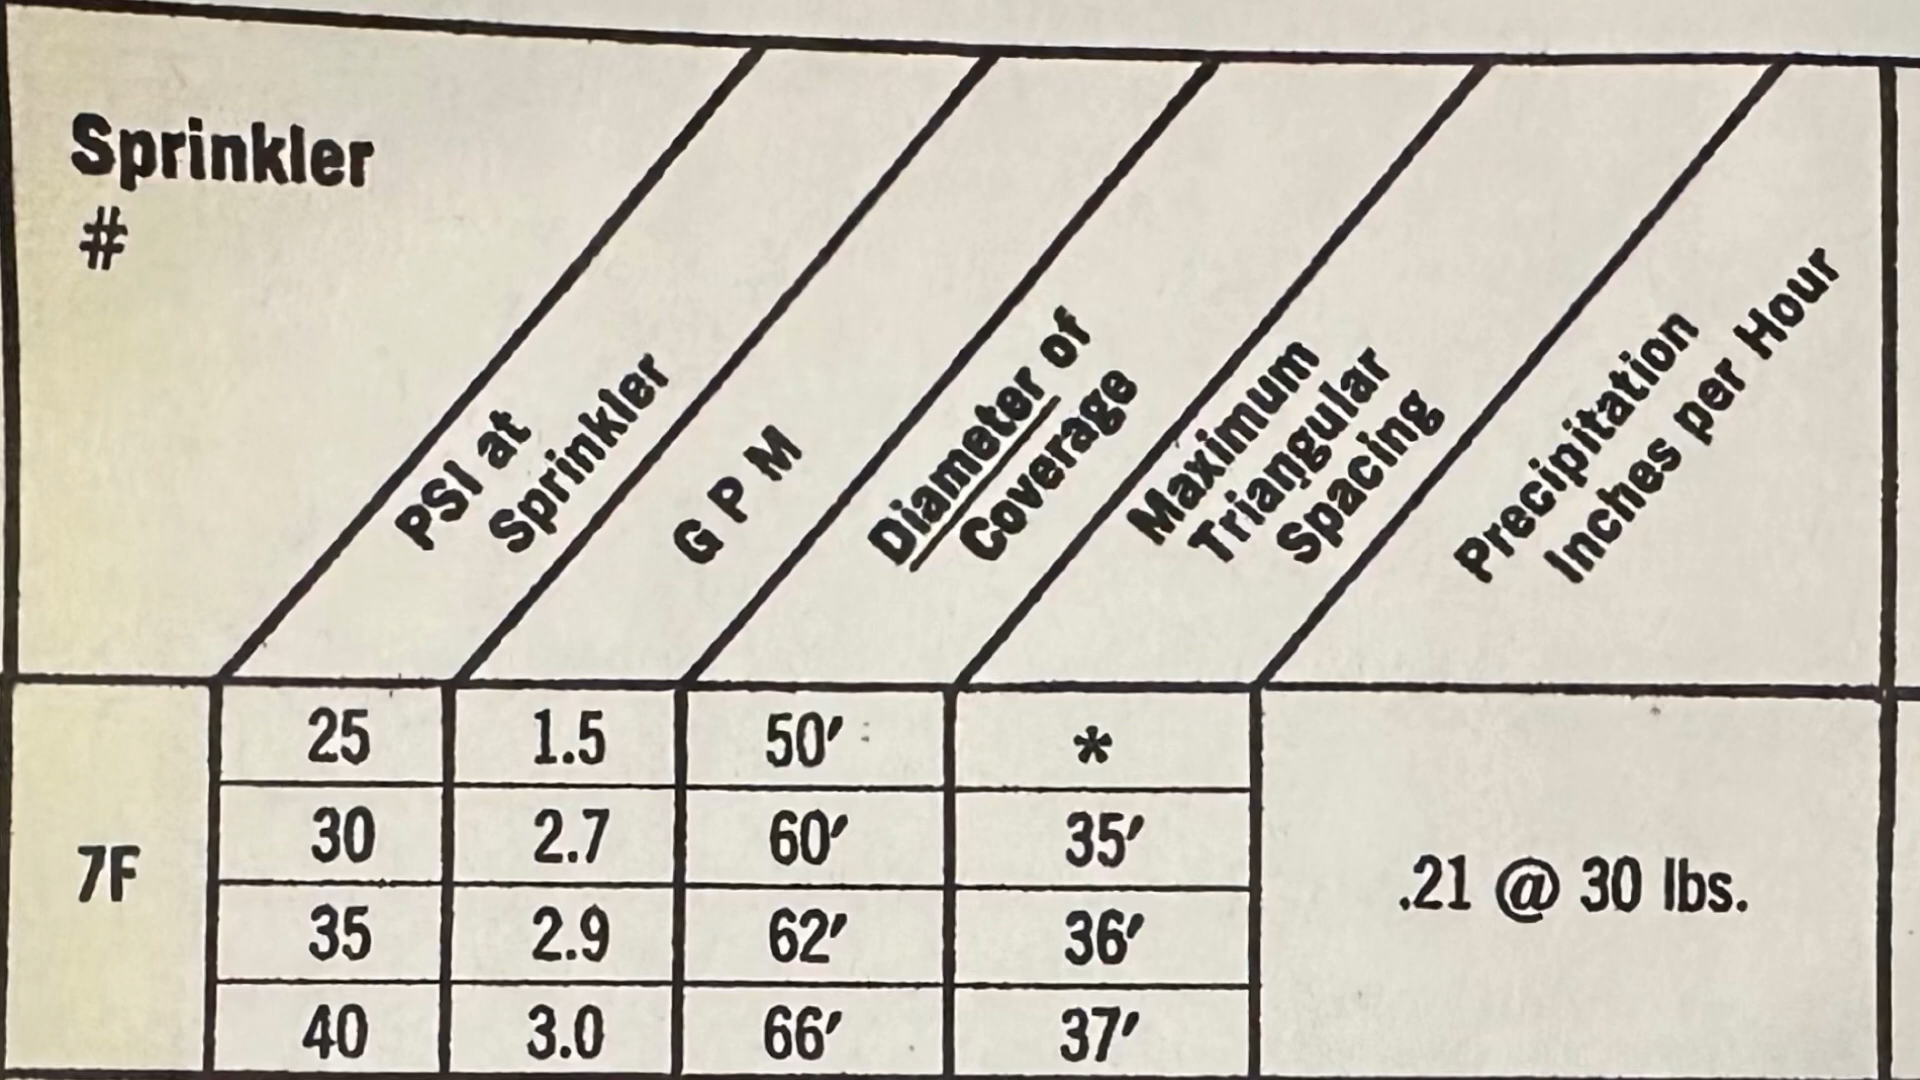 Sprinkler
#
PSI at
Sprinkler
G P M
Diameter of
Coverage
Maximum
Triangular
Spacing
Precipitation
Inches per Hour
7F
25 1.5 50′ *
30 2.7 60′ 35′
35 2.9 62′ 36′
40 3.0 66′ 37′
.21 @ 30 lbs.